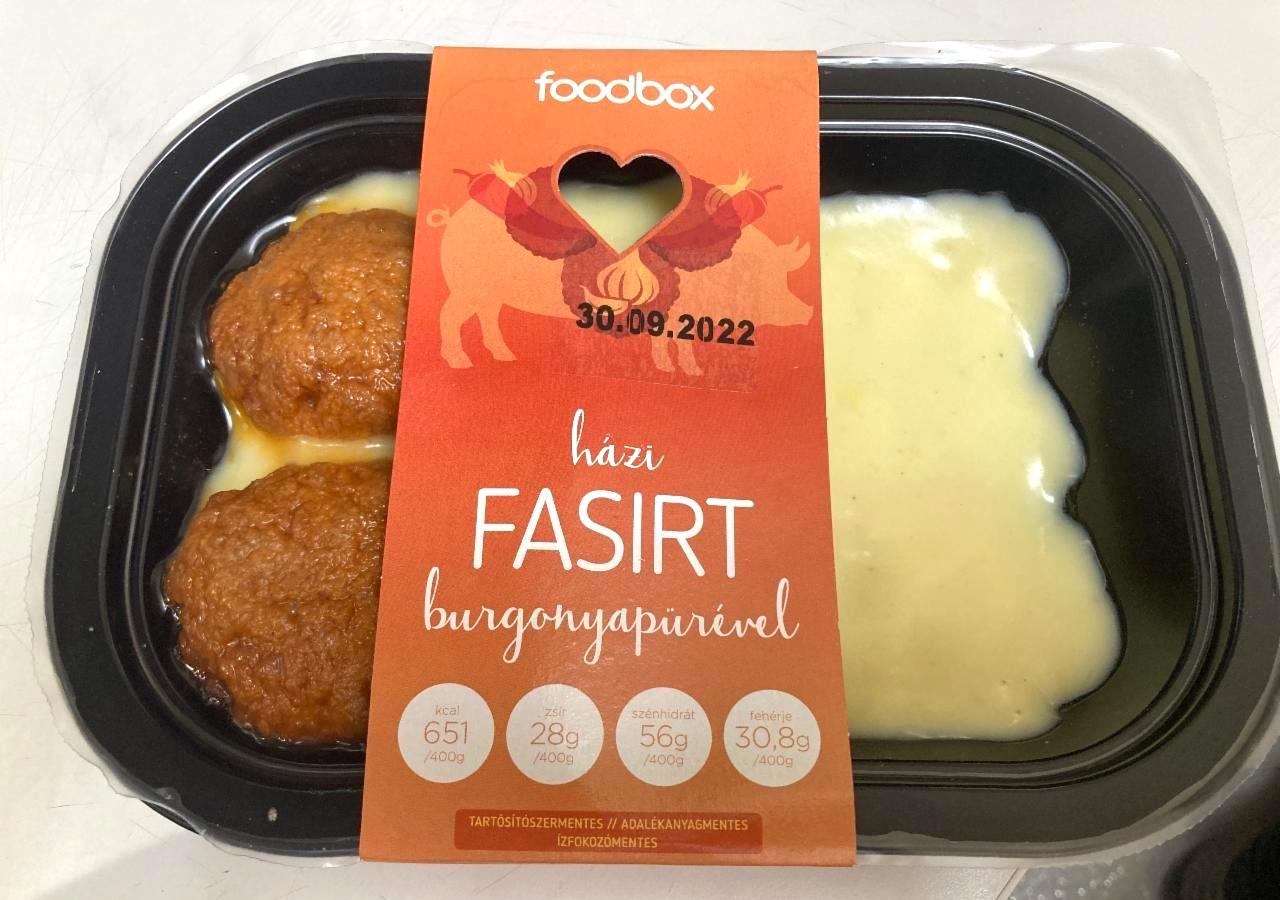 foodbox
30.09.2022
házi
FASIRT
burgonyapürével
kcal
651
/400g
zsír
28g
/400g
szénhidrát
56g
/400g
fehérje
30,8g
/400g
TARTÓSÍTÓSZERMENTES // ADALÉKANYAGMENTES
ÍZFOKOZÓMENTES